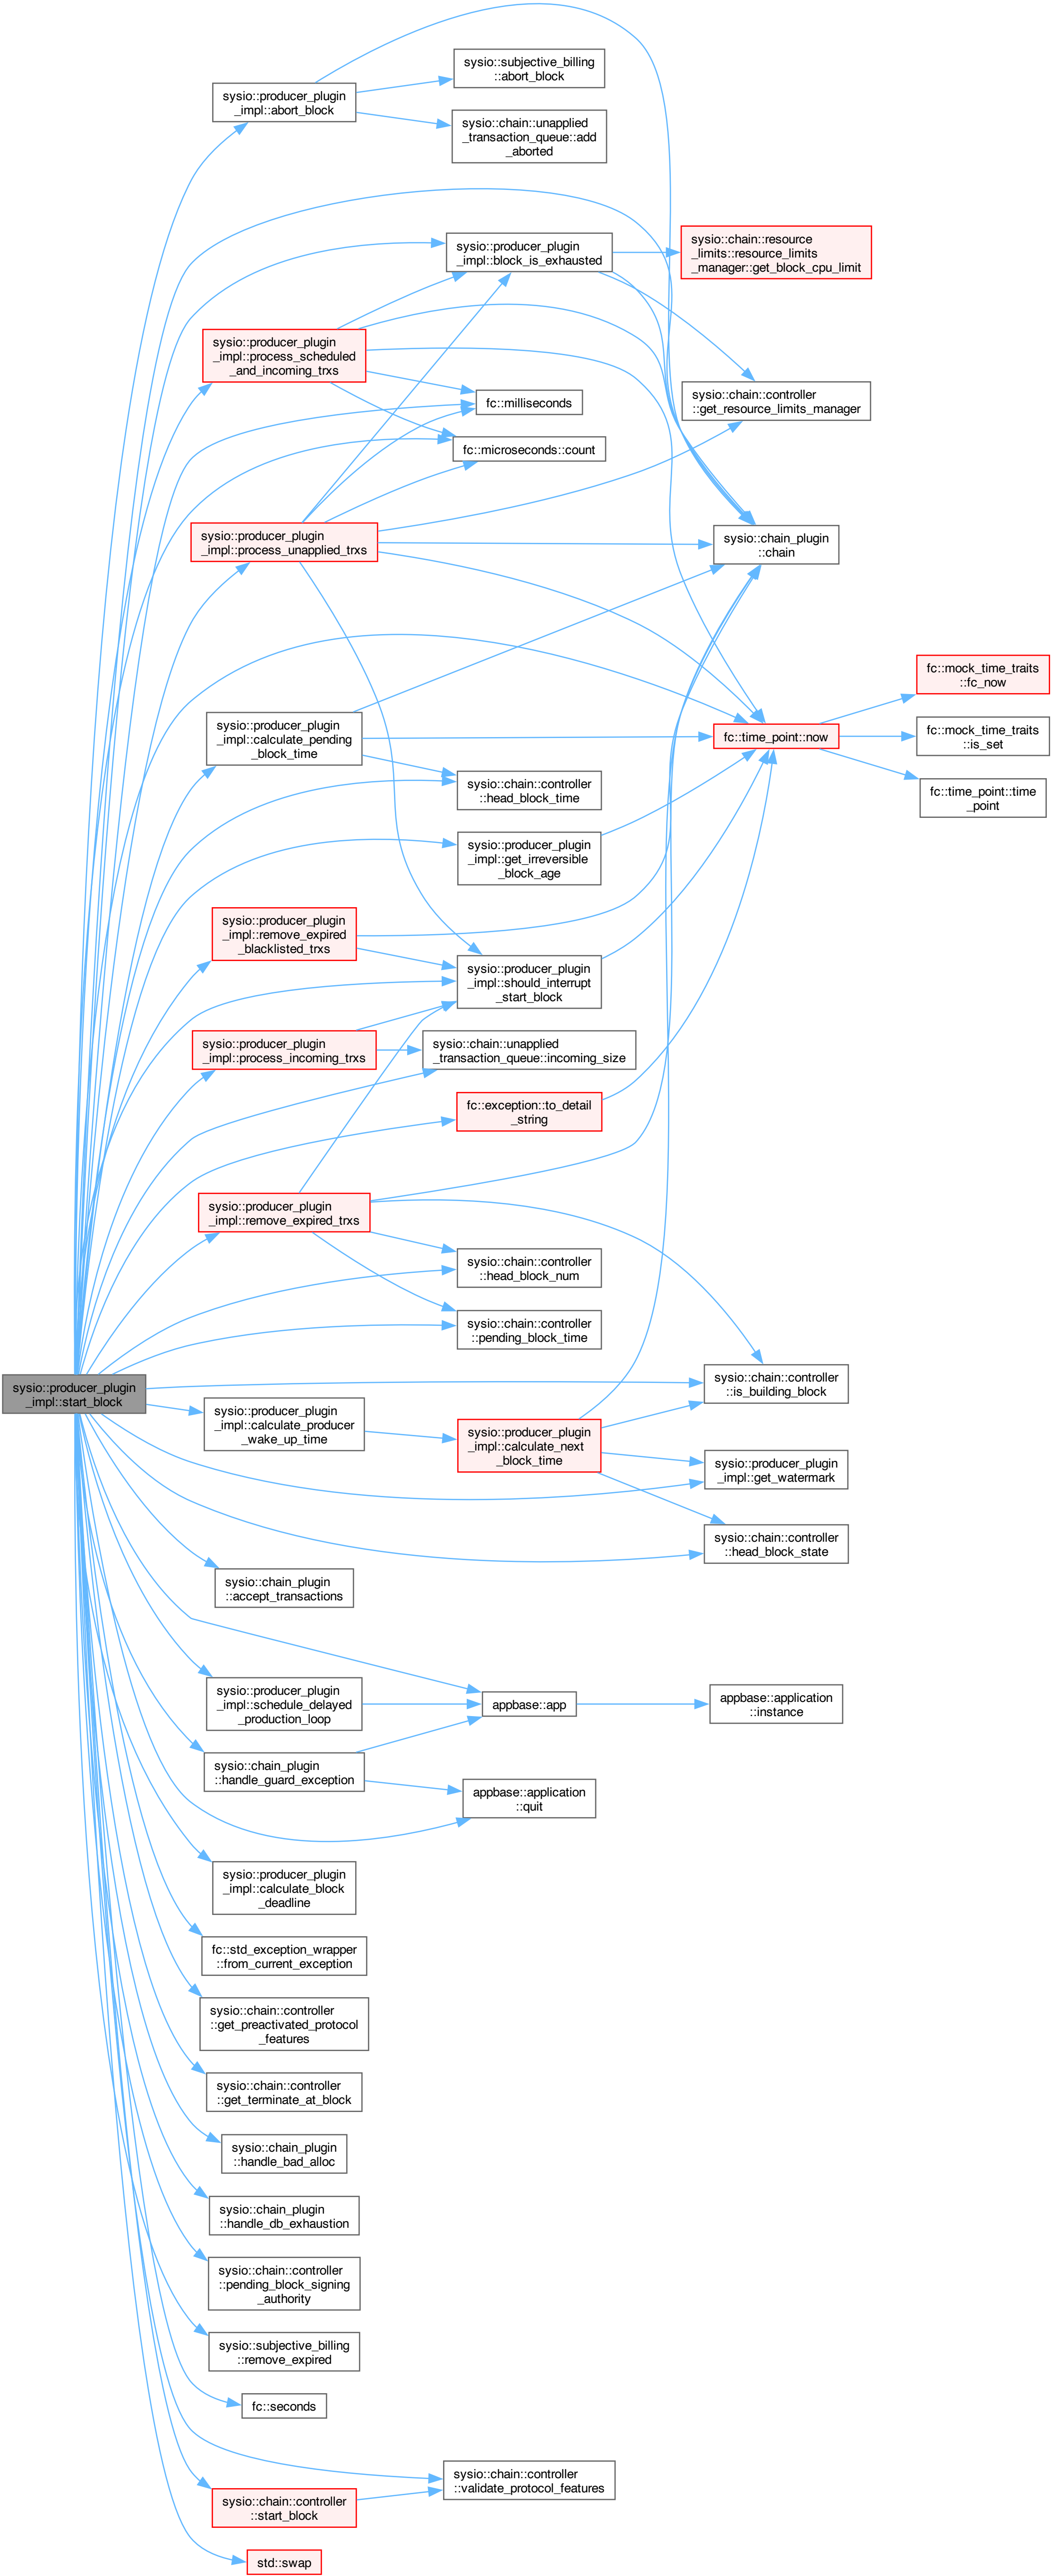 sysio::subjective_billing
::abort_block
sysio::producer_plugin
_impl::abort_block
sysio::chain::unapplied
_transaction_queue::add
_aborted
sysio::chain::resource
_limits::resource_limits
_manager::get_block_cpu_limit
sysio::producer_plugin
_impl::block_is_exhausted
sysio::producer_plugin
_impl::process_scheduled
_and_incoming_trxs
fc::milliseconds
sysio::chain::controller
::get_resource_limits_manager
fc::microseconds::count
sysio::producer_plugin
_impl::process_unapplied_trxs
sysio::chain_plugin
::chain
fc::mock_time_traits
::fc_now
sysio::producer_plugin
_impl::calculate_pending
_block_time
fc::time_point::now
fc::mock_time_traits
::is_set
sysio::chain::controller
::head_block_time
fc::time_point::time
_point
sysio::producer_plugin
_impl::get_irreversible
_block_age
sysio::producer_plugin
_impl::remove_expired
_blacklisted_trxs
sysio::producer_plugin
_impl::should_interrupt
_start_block
sysio::producer_plugin
_impl::process_incoming_trxs
sysio::chain::unapplied
_transaction_queue::incoming_size
fc::exception::to_detail
_string
sysio::producer_plugin
_impl::remove_expired_trxs
sysio::chain::controller
::head_block_num
sysio::chain::controller
::pending_block_time
sysio::producer_plugin
_impl::start_block
sysio::chain::controller
::is_building_block
sysio::producer_plugin
_impl::calculate_producer
_wake_up_time
sysio::producer_plugin
_impl::calculate_next
_block_time
sysio::producer_plugin
_impl::get_watermark
sysio::chain::controller
::head_block_state
sysio::chain_plugin
::accept_transactions
sysio::producer_plugin
_impl::schedule_delayed
_production_loop
appbase::app
appbase::application
::instance
sysio::chain_plugin
::handle_guard_exception
appbase::application
::quit
sysio::producer_plugin
_impl::calculate_block
_deadline
fc::std_exception_wrapper
::from_current_exception
sysio::chain::controller
::get_preactivated_protocol
_features
sysio::chain::controller
::get_terminate_at_block
sysio::chain_plugin
::handle_bad_alloc
sysio::chain_plugin
::handle_db_exhaustion
sysio::chain::controller
::pending_block_signing
_authority
sysio::subjective_billing
::remove_expired
fc::seconds
sysio::chain::controller
::validate_protocol_features
sysio::chain::controller
::start_block
std::swap